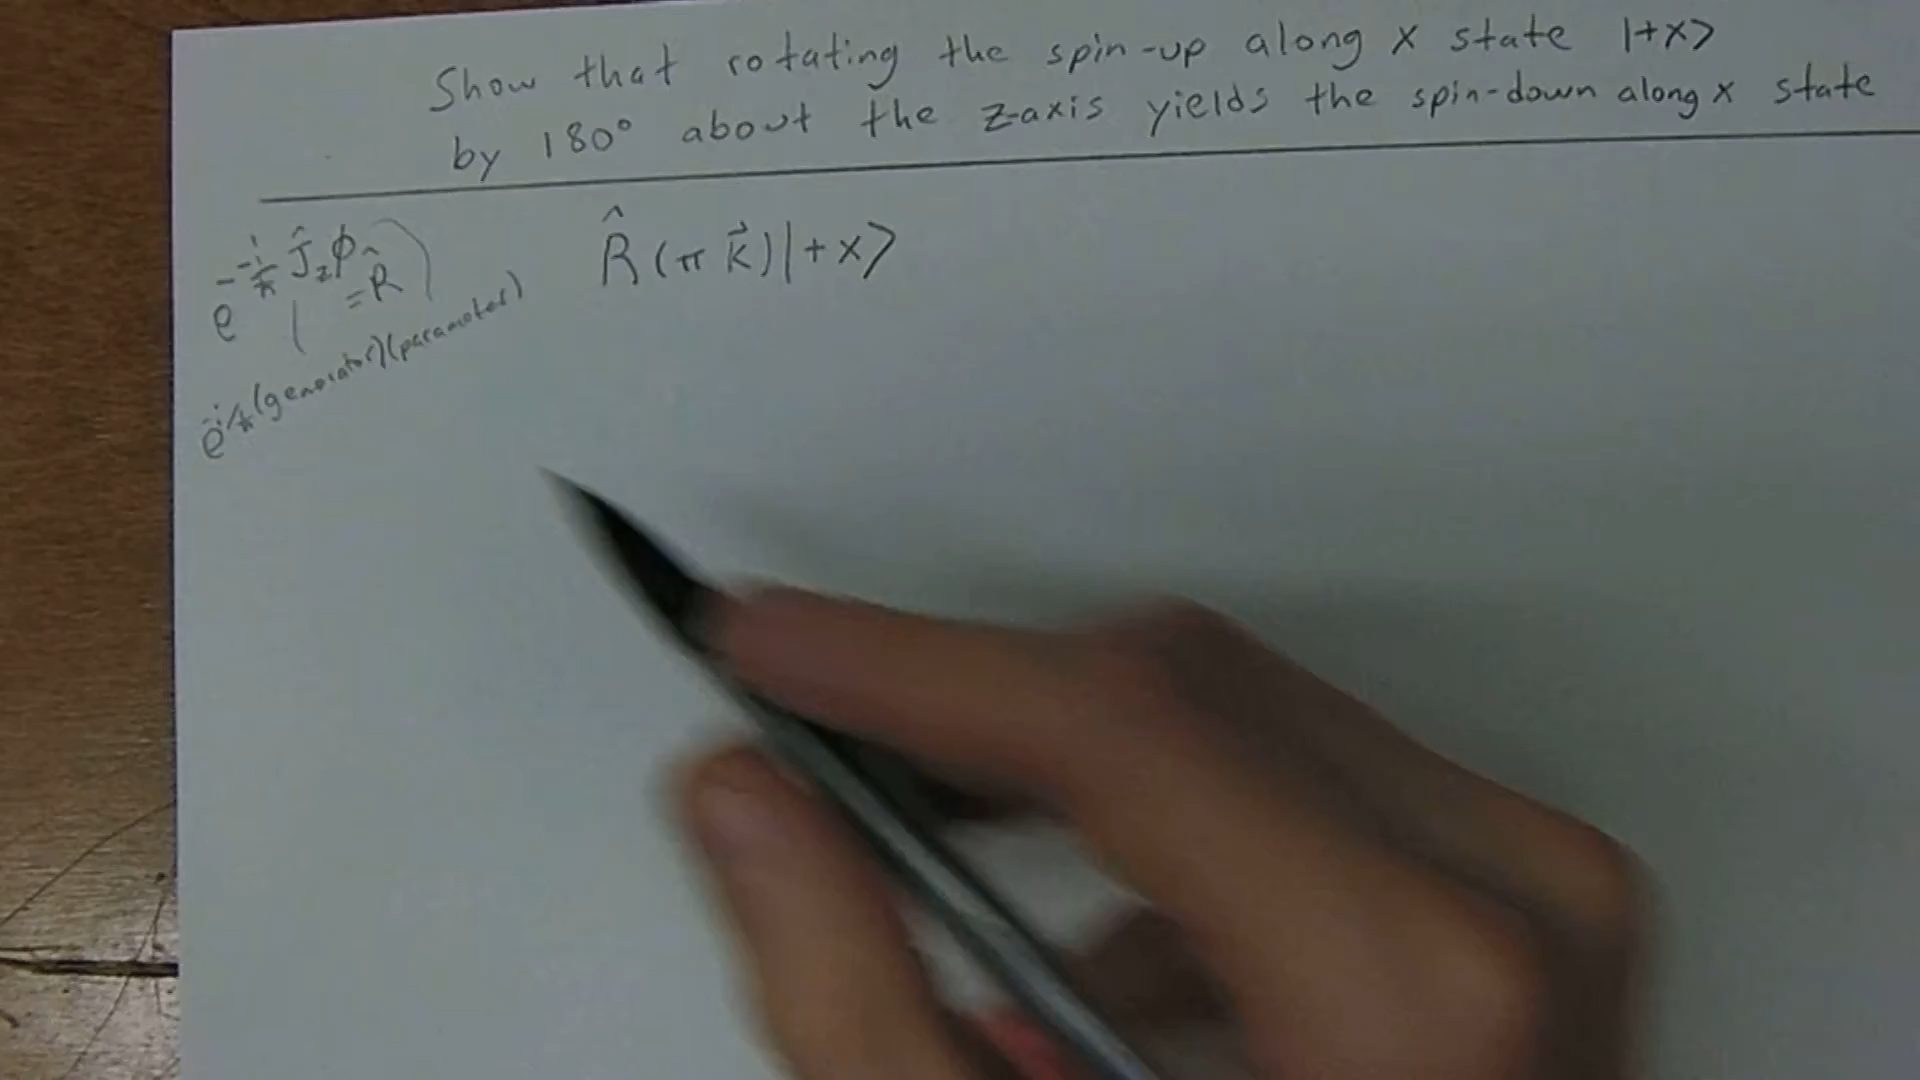 Show that rotating the spin-up along x state |+x>
by 180° about the z-axis yields the spin-down along x state
e^{-i/ħ Ĵ_z ϕ} = R̂
R̂(π k⃗)|+x>
e^{-i/ħ (generator)(parameter)}